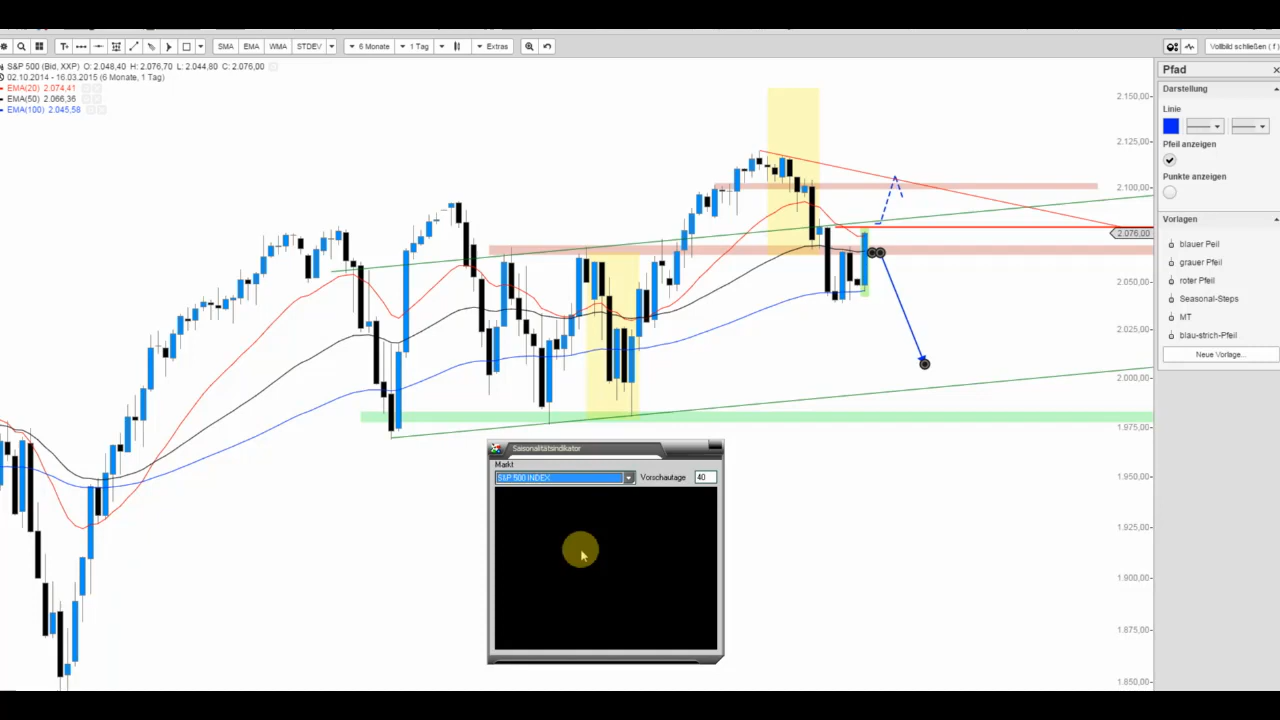 T SMA EMA WMA STDEV 6 Monate 1 Tag Extras Vollbild schließen ( f )
S&P 500 (Bid, XXP) O: 2.048,40 H: 2.076,70 L: 2.044,80 C: 2.076,00
02.10.2014 - 16.03.2015 (6 Monate, 1 Tag)
EMA(20) 2.074,41
EMA(50) 2.066,36
EMA(100) 2.045,58
2.150,00
2.125,00
2.100,00
2.076,00
2.050,00
2.025,00
2.000,00
1.975,00
1.950,00
1.925,00
1.900,00
1.875,00
1.850,00
Pfad
Darstellung
Linie
Pfeil anzeigen
Punkte anzeigen
Vorlagen
blauer Peil
grauer Pfeil
roter Pfeil
Seasonal-Steps
MT
blau-strich-Pfeil
Neue Vorlage...
Saisonalitätsindikator
Markt
S&P 500 INDEX Vorschautage 40